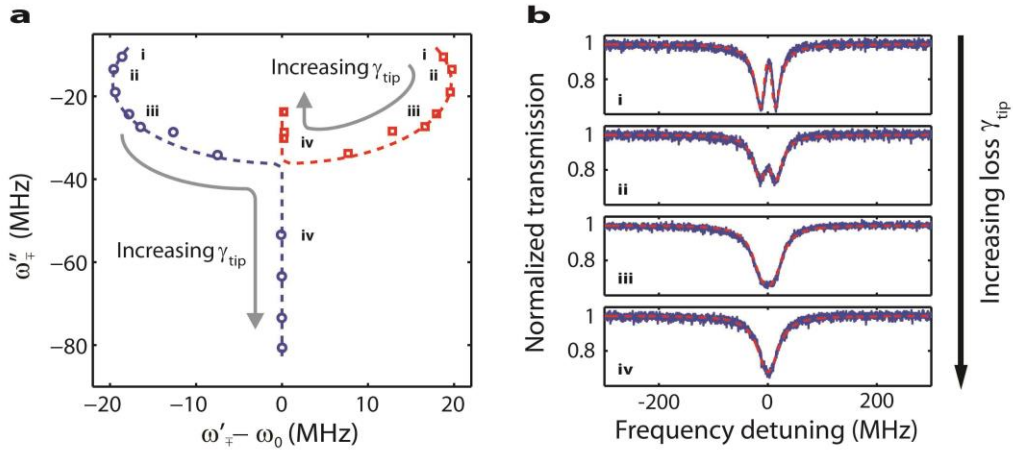 a
b
i
ii
iii
iv
iv
Increasing γtip
Increasing γtip
−20
−40
−60
−80
ω″∓ (MHz)
−20
−10
0
10
20
ω′∓ − ω0 (MHz)
i
ii
iii
Normalized transmission
1
0.8
i
1
0.8
ii
1
0.8
iii
1
0.8
iv
-200
0
200
Frequency detuning (MHz)
Increasing loss γtip